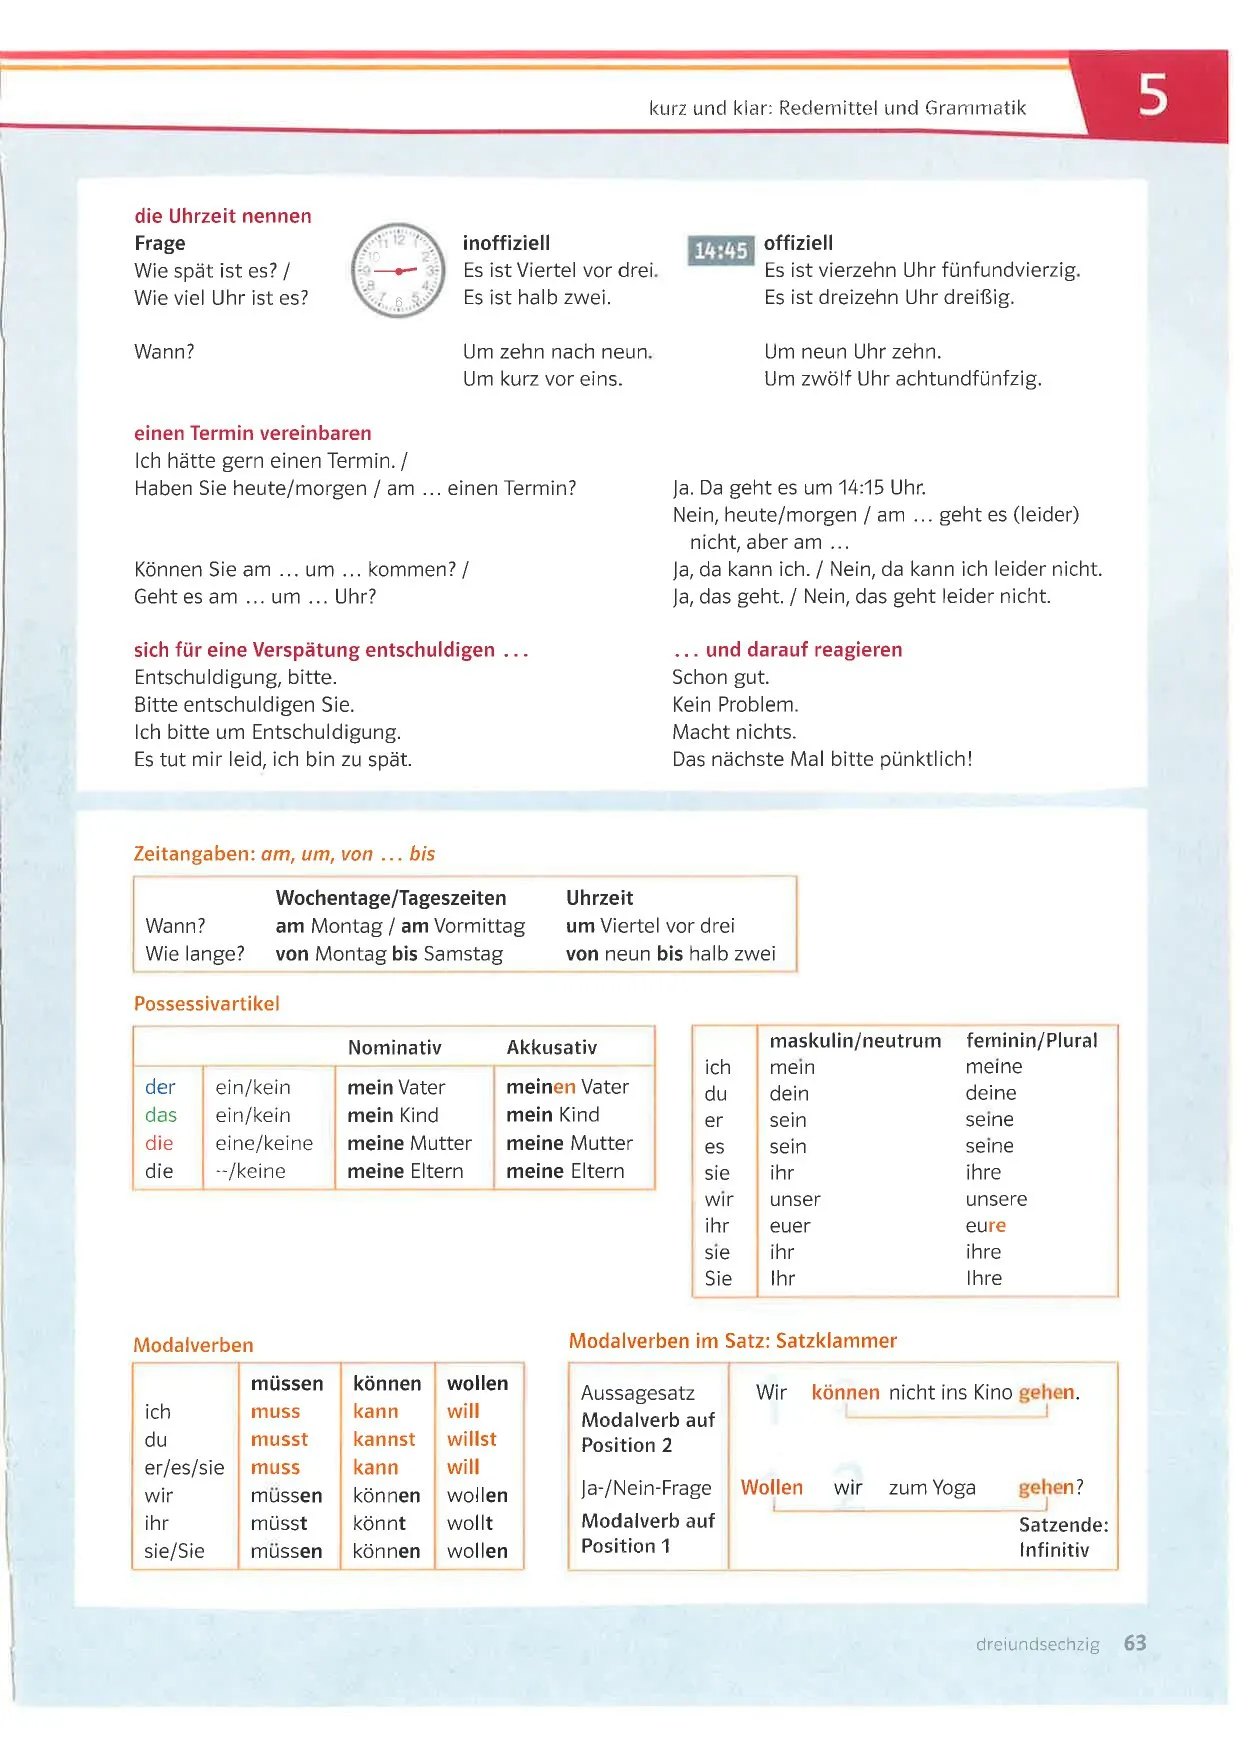 kurz und klar: Redemittel und Grammatik
5
die Uhrzeit nennen
Frage
inoffiziell
14:45
offiziell
Wie spät ist es? /
Es ist Viertel vor drei.
Es ist vierzehn Uhr fünfundvierzig.
Wie viel Uhr ist es?
Es ist halb zwei.
Es ist dreizehn Uhr dreißig.
Wann?
Um zehn nach neun.
Um neun Uhr zehn.
Um kurz vor eins.
Um zwölf Uhr achtundfünfzig.
einen Termin vereinbaren
Ich hätte gern einen Termin. /
Haben Sie heute/morgen / am ... einen Termin?
Ja. Da geht es um 14:15 Uhr.
Nein, heute/morgen / am ... geht es (leider)
nicht, aber am ...
Können Sie am ... um ... kommen? /
Ja, da kann ich. / Nein, da kann ich leider nicht.
Geht es am ... um ... Uhr?
Ja, das geht. / Nein, das geht leider nicht.
sich für eine Verspätung entschuldigen ...
... und darauf reagieren
Entschuldigung, bitte.
Schon gut.
Bitte entschuldigen Sie.
Kein Problem.
Ich bitte um Entschuldigung.
Macht nichts.
Es tut mir leid, ich bin zu spät.
Das nächste Mal bitte pünktlich!
Zeitangaben: am, um, von ... bis
Wochentage/Tageszeiten Uhrzeit
Wann? am Montag / am Vormittag um Viertel vor drei
Wie lange? von Montag bis Samstag von neun bis halb zwei
Possessivartikel
Nominativ Akkusativ
der ein/kein mein Vater meinen Vater
das ein/kein mein Kind mein Kind
die eine/keine meine Mutter meine Mutter
die --/keine meine Eltern meine Eltern
maskulin/neutrum feminin/Plural
ich mein meine
du dein deine
er sein seine
es sein seine
sie ihr ihre
wir unser unsere
ihr euer eure
sie ihr ihre
Sie Ihr Ihre
Modalverben
müssen können wollen
ich muss kann will
du musst kannst willst
er/es/sie muss kann will
wir müssen können wollen
ihr müsst könnt wollt
sie/Sie müssen können wollen
Modalverben im Satz: Satzklammer
Aussagesatz Wir können nicht ins Kino gehen.
Modalverb auf
Position 2
Ja-/Nein-Frage Wollen wir zum Yoga gehen?
Modalverb auf Satzende:
Position 1 Infinitiv
dreiundsechzig 63